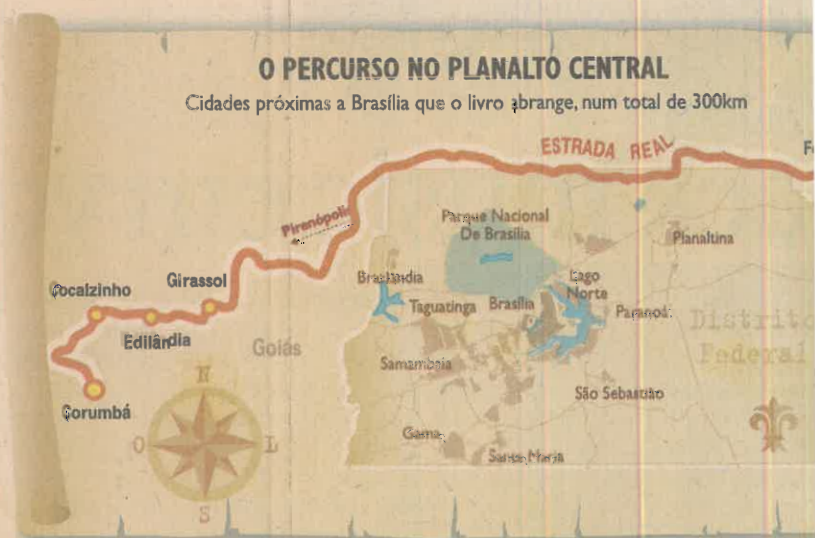 O PERCURSO NO PLANALTO CENTRAL
Cidades próximas a Brasília que o livro abrange, num total de 300km
ESTRADA REAL
Pirenópolis
Parque Nacional
De Brasília
Planaltina
Brazlândia
Lago
Norte
Girassol
Cocalzinho
Taguatinga
Brasília
Paranoá
Distrito
Federal
Edilândia
Goiás
Samambaia
N
São Sebastião
Corumbá
O
L
Gama
Santa Maria
S